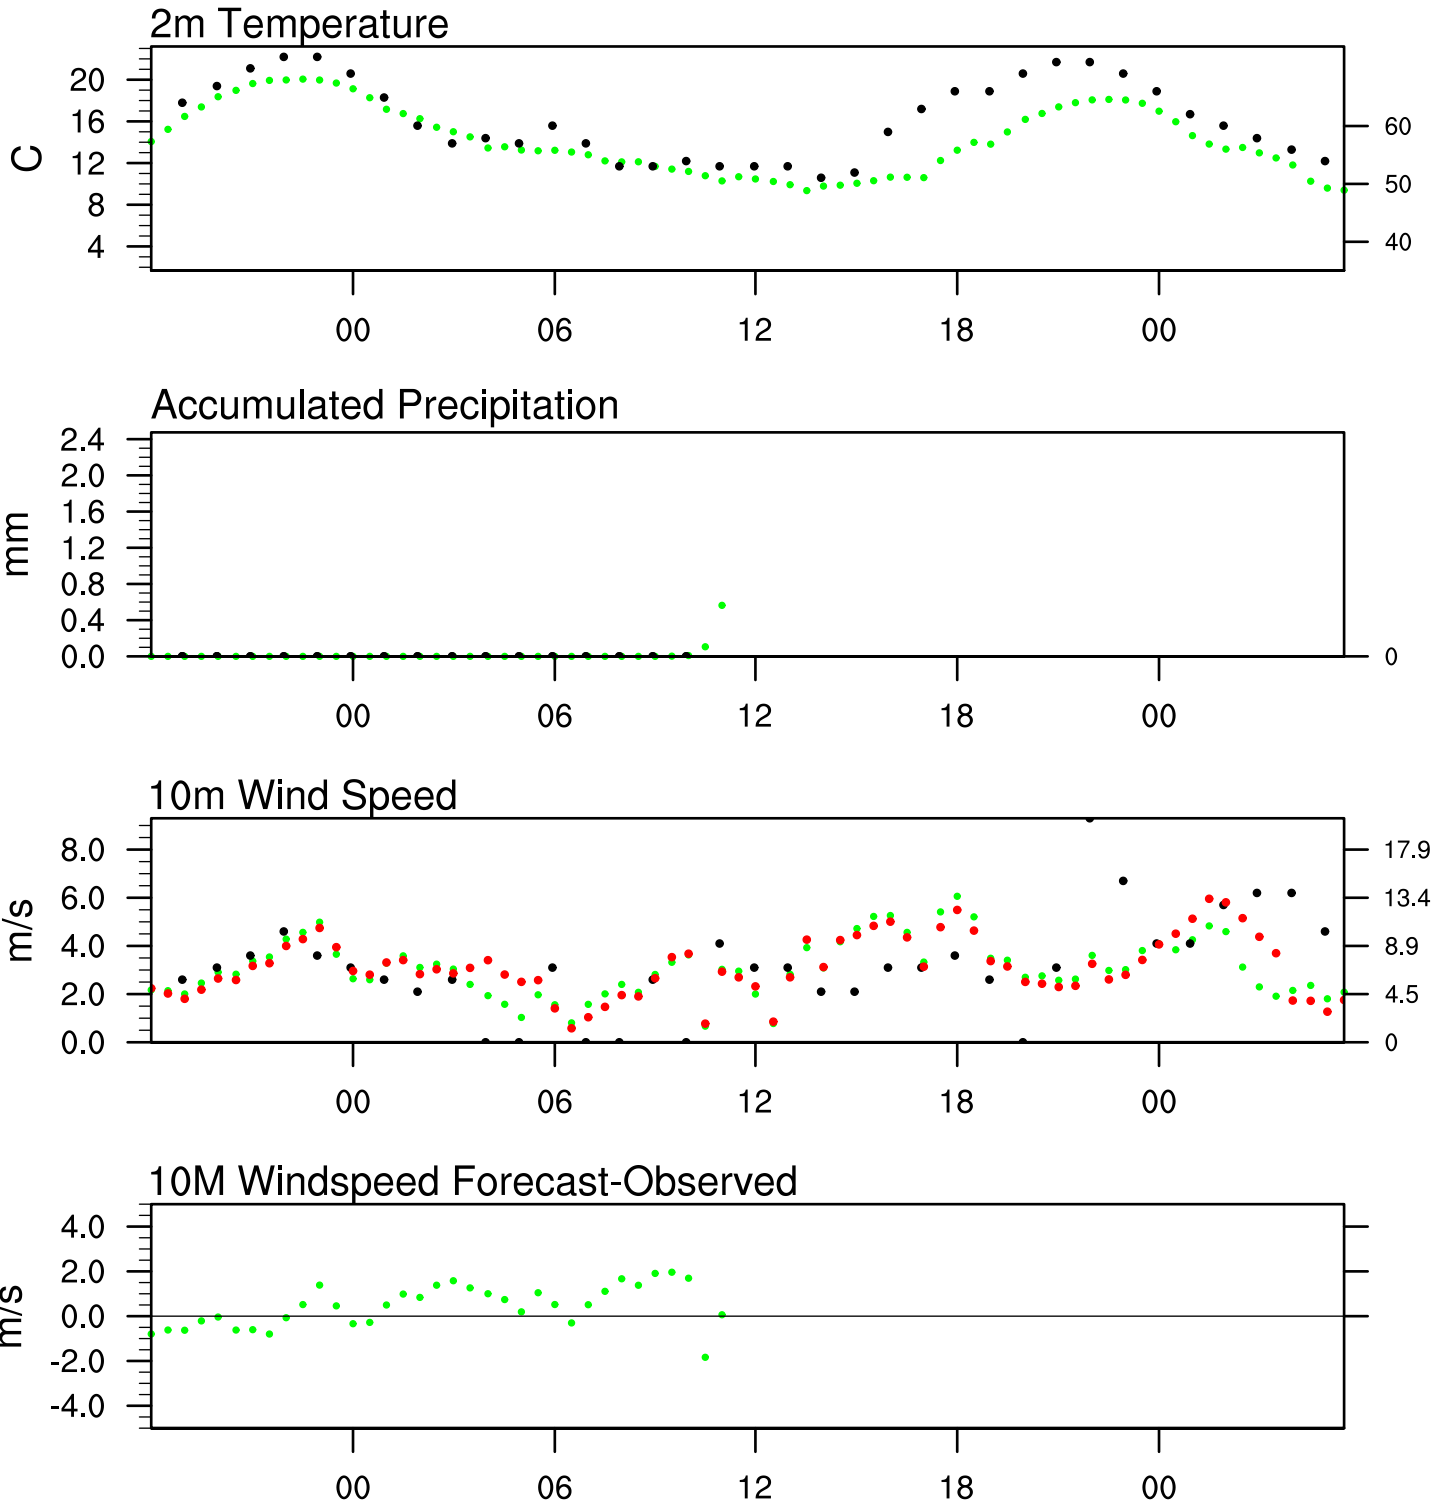 2m Temperature
C
20
16
12
8
4
60
50
40
00 06 12 18 00
Accumulated Precipitation
mm
2.4
2.0
1.6
1.2
0.8
0.4
0.0
0
00 06 12 18 00
10m Wind Speed
m/s
8.0
6.0
4.0
2.0
0.0
17.9
13.4
8.9
4.5
0
00 06 12 18 00
10M Windspeed Forecast-Observed
m/s
4.0
2.0
0.0
-2.0
-4.0
00 06 12 18 00